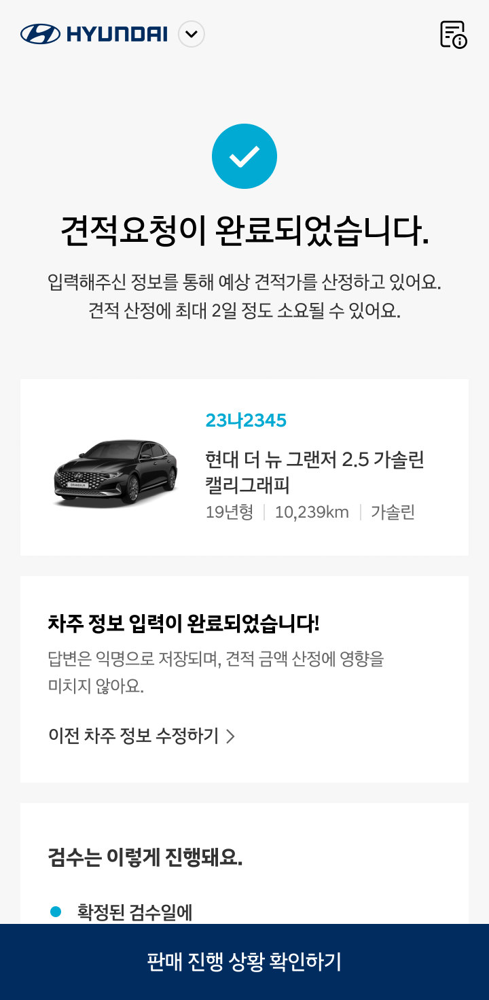 HYUNDAI
견적요청이 완료되었습니다.
입력해주신 정보를 통해 예상 견적가를 산정하고 있어요.
견적 산정에 최대 2일 정도 소요될 수 있어요.
23나2345
현대 더 뉴 그랜저 2.5 가솔린
캘리그래피
19년형 | 10,239km | 가솔린
GRANDEUR
차주 정보 입력이 완료되었습니다!
답변은 익명으로 저장되며, 견적 금액 산정에 영향을
미치지 않아요.
이전 차주 정보 수정하기
검수는 이렇게 진행돼요.
확정된 검수일에
판매 진행 상황 확인하기